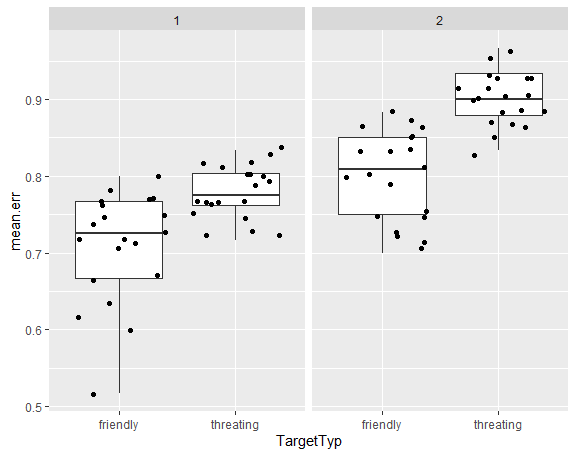 1
2
mean.err
0.9
0.8
0.7
0.6
0.5
friendly
threating
friendly
threating
TargetTyp